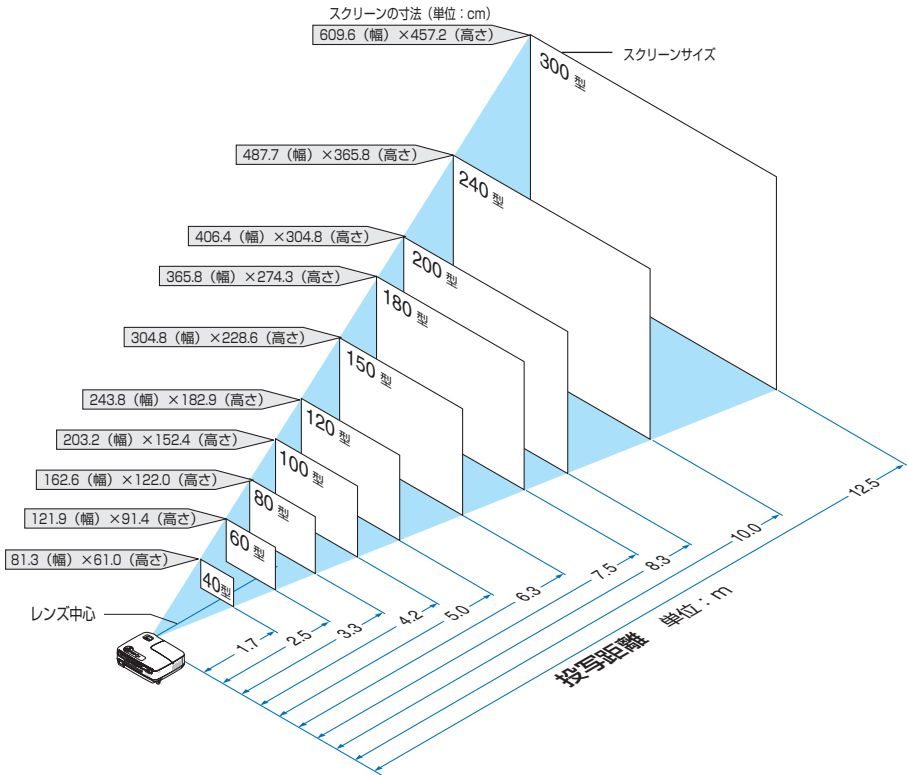 スクリーンの寸法（単位：cm）
609.6（幅）×457.2（高さ）
スクリーンサイズ
300 型
487.7（幅）×365.8（高さ）
240 型
406.4（幅）×304.8（高さ）
200 型
365.8（幅）×274.3（高さ）
180 型
304.8（幅）×228.6（高さ）
150 型
243.8（幅）×182.9（高さ）
120 型
203.2（幅）×152.4（高さ）
100 型
162.6（幅）×122.0（高さ）
80 型
121.9（幅）×91.4（高さ）
60 型
81.3（幅）×61.0（高さ）
40型
レンズ中心
1.7
2.5
3.3
4.2
5.0
6.3
7.5
8.3
10.0
12.5
投写距離 単位：m